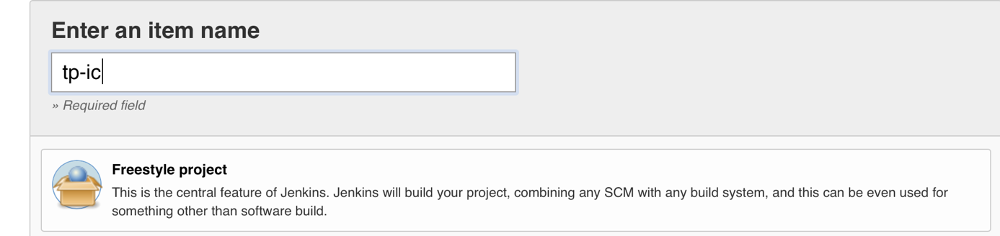 Enter an item name
tp-ic
» Required field
Freestyle project
This is the central feature of Jenkins. Jenkins will build your project, combining any SCM with any build system, and this can be even used for
something other than software build.